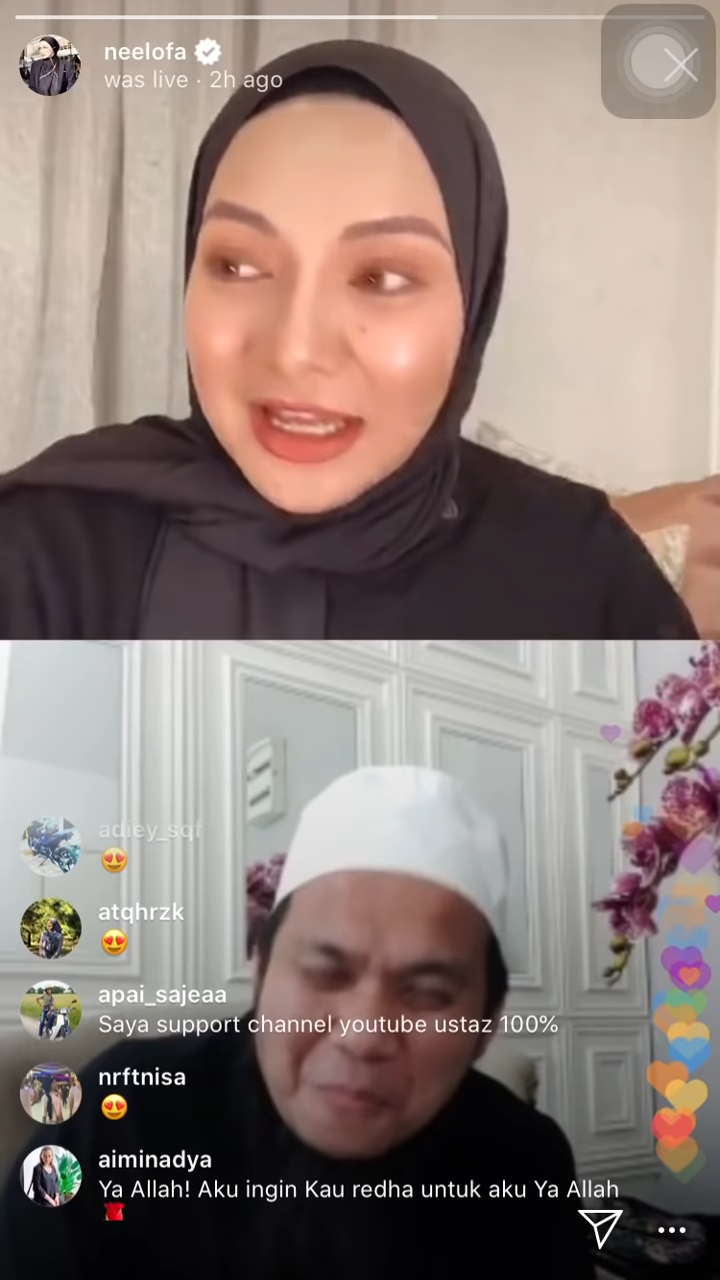 neelofa
was live · 2h ago
adiey_sqf
😍
atqhrzk
😍
apai_sajeaa
Saya support channel youtube ustaz 100%
nrftnisa
😍
aiminadya
Ya Allah! Aku ingin Kau redha untuk aku Ya Allah